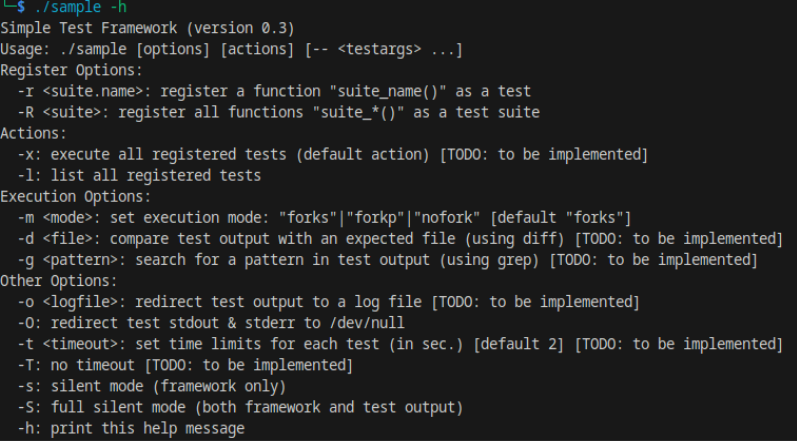 └─$ ./sample -h
Simple Test Framework (version 0.3)
Usage: ./sample [options] [actions] [-- <testargs> ...]
Register Options:
  -r <suite.name>: register a function "suite_name()" as a test
  -R <suite>: register all functions "suite_*()" as a test suite
Actions:
  -x: execute all registered tests (default action) [TODO: to be implemented]
  -l: list all registered tests
Execution Options:
  -m <mode>: set execution mode: "forks"|"forkp"|"nofork" [default "forks"]
  -d <file>: compare test output with an expected file (using diff) [TODO: to be implemented]
  -g <pattern>: search for a pattern in test output (using grep) [TODO: to be implemented]
Other Options:
  -o <logfile>: redirect test output to a log file [TODO: to be implemented]
  -O: redirect test stdout & stderr to /dev/null
  -t <timeout>: set time limits for each test (in sec.) [default 2] [TODO: to be implemented]
  -T: no timeout [TODO: to be implemented]
  -s: silent mode (framework only)
  -S: full silent mode (both framework and test output)
  -h: print this help message